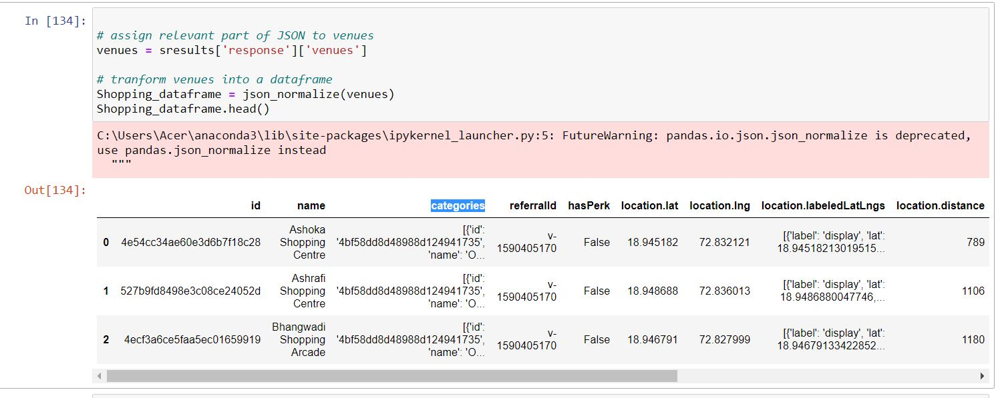 In [134]:
# assign relevant part of JSON to venues
venues = sresults['response']['venues']
# tranform venues into a dataframe
Shopping_dataframe = json_normalize(venues)
Shopping_dataframe.head()
C:\Users\Acer\anaconda3\lib\site-packages\ipykernel_launcher.py:5: FutureWarning: pandas.io.json.json_normalize is deprecated,
use pandas.json_normalize instead
"""
Out[134]:
id name categories referralId hasPerk location.lat location.lng location.labeledLatLngs location.distance
0 4e54cc34ae60e3d6b7f18c28 Ashoka Shopping Centre [{'id': '4bf58dd8d48988d124941735', 'name': 'O... v-1590405170 False 18.945182 72.832121 [{'label': 'display', 'lat': 18.94518213019515... 789
1 527b9fd8498e3c08ce24052d Ashrafi Shopping Centre [{'id': '4bf58dd8d48988d124941735', 'name': 'O... v-1590405170 False 18.948688 72.836013 [{'label': 'display', 'lat': 18.9486880047746,... 1106
2 4ecf3a6ce5faa5ec01659919 Bhangwadi Shopping Arcade [{'id': '4bf58dd8d48988d124941735', 'name': 'O... v-1590405170 False 18.946791 72.827999 [{'label': 'display', 'lat': 18.94679133422852... 1180